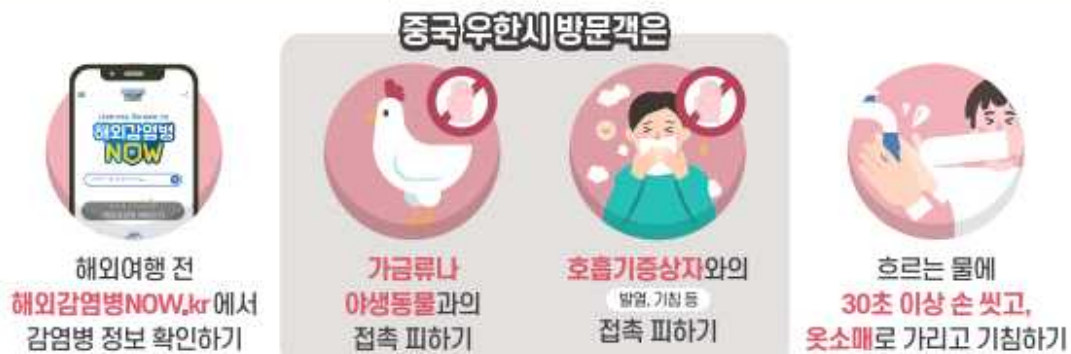 중국 우한시 방문객은
해외감염병
NOW
해외여행 전
해외감염병NOW.kr에서
감염병 정보 확인하기
가금류나
야생동물과의
접촉 피하기
호흡기증상자와의
발열, 기침 등
접촉 피하기
흐르는 물에
30초 이상 손 씻고,
옷소매로 가리고 기침하기